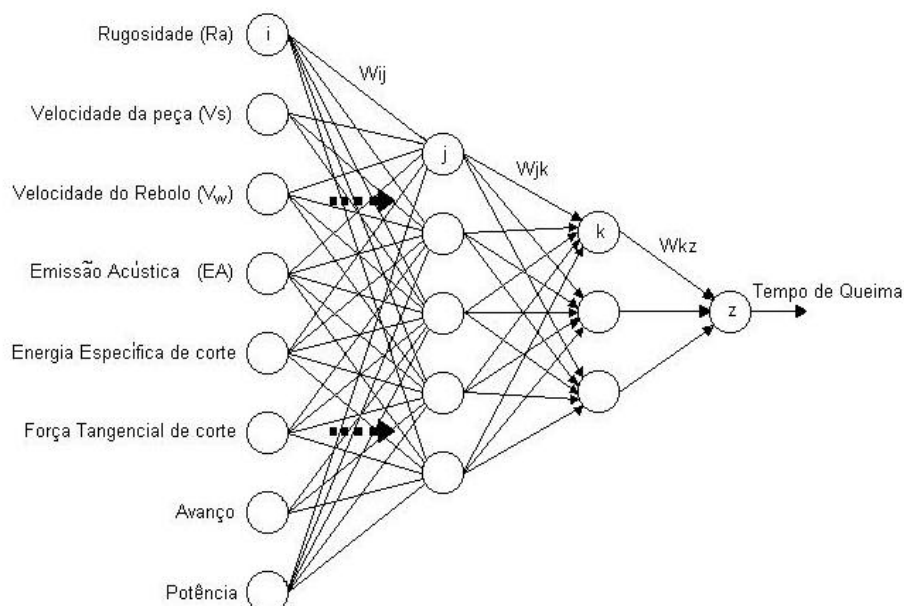 Rugosidade (Ra)
i
Wij
Velocidade da peça (Vs)
j
Wjk
Velocidade do Rebolo (Vw)
k
Wkz
Emissão Acústica (EA)
Tempo de Queima
z
Energia Específica de corte
Força Tangencial de corte
Avanço
Potência